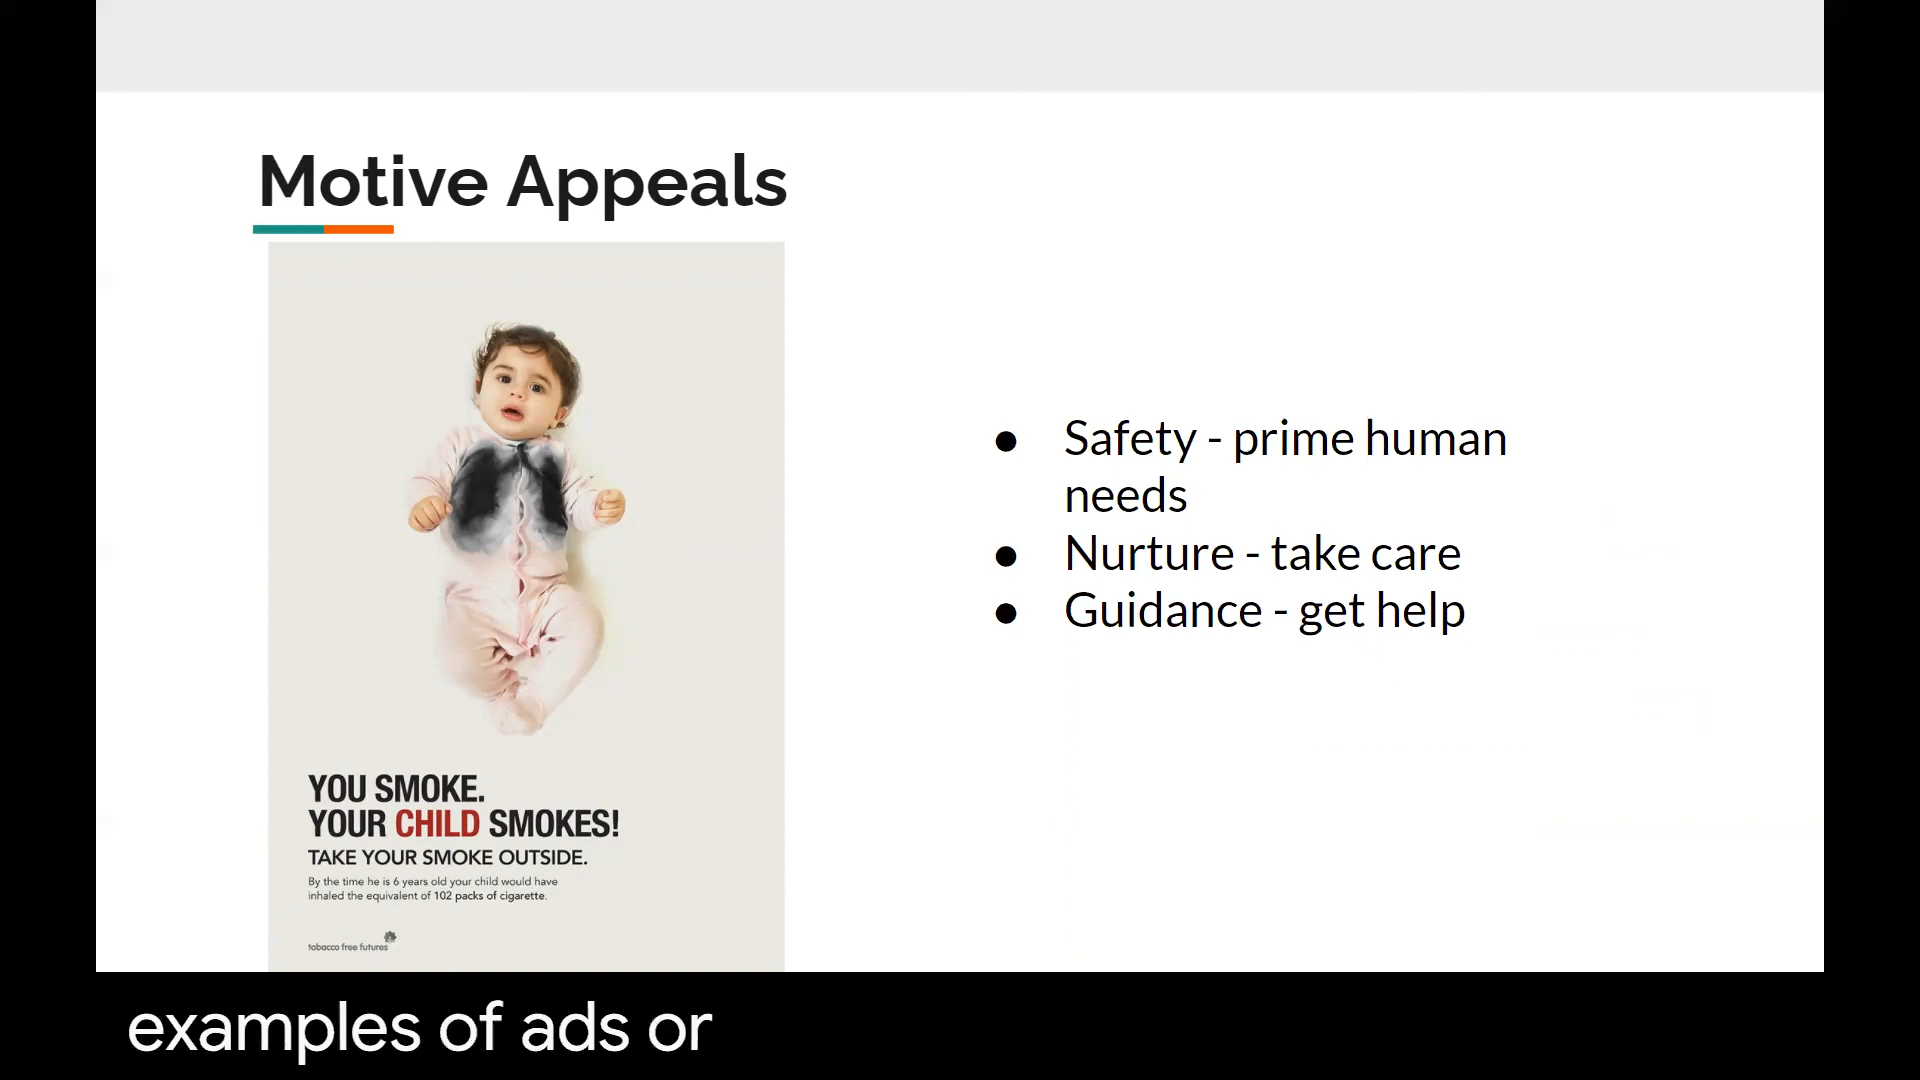 Motive Appeals
● Safety - prime human
needs
● Nurture - take care
● Guidance - get help
YOU SMOKE.
YOUR CHILD SMOKES!
TAKE YOUR SMOKE OUTSIDE.
By the time he is 6 years old your child would have
inhaled the equivalent of 102 packs of cigarette.
tobacco free futures
examples of ads or